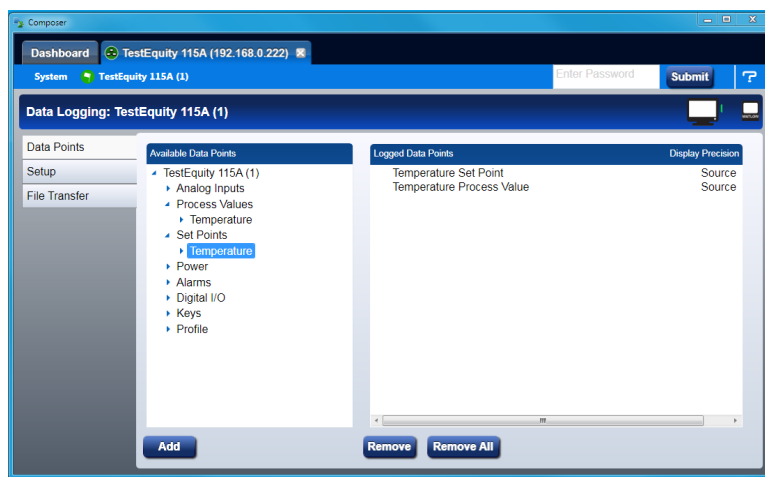 Composer
Dashboard
TestEquity 115A (192.168.0.222)
System
TestEquity 115A (1)
Enter Password
Submit
?
Data Logging: TestEquity 115A (1)
Data Points
Setup
File Transfer
Available Data Points
TestEquity 115A (1)
Analog Inputs
Process Values
Temperature
Set Points
Temperature
Power
Alarms
Digital I/O
Keys
Profile
Add
Logged Data Points Display Precision
Temperature Set Point Source
Temperature Process Value Source
Remove
Remove All